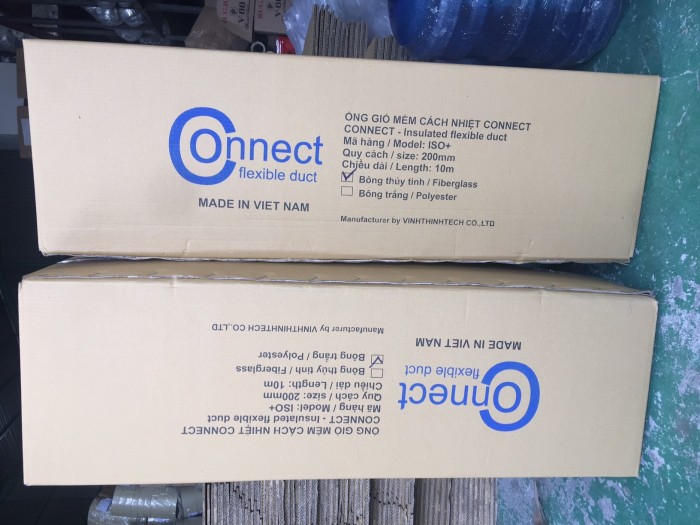 Connect
flexible duct
MADE IN VIET NAM
ỐNG GIÓ MỀM CÁCH NHIỆT CONNECT
CONNECT - Insulated flexible duct
Mã hàng / Model: ISO+
Quy cách / size: 200mm
Chiều dài / Length: 10m
Bông thủy tinh / Fiberglass
Bông trắng / Polyester
Manufacturer by VINHTHINHTECH CO.,LTD
Connect
flexible duct
MADE IN VIET NAM
ỐNG GIÓ MỀM CÁCH NHIỆT CONNECT
CONNECT - Insulated flexible duct
Mã hàng / Model: ISO+
Quy cách / size: 200mm
Chiều dài / Length: 10m
Bông thủy tinh / Fiberglass
Bông trắng / Polyester
Manufacturer by VINHTHINHTECH CO.,LTD